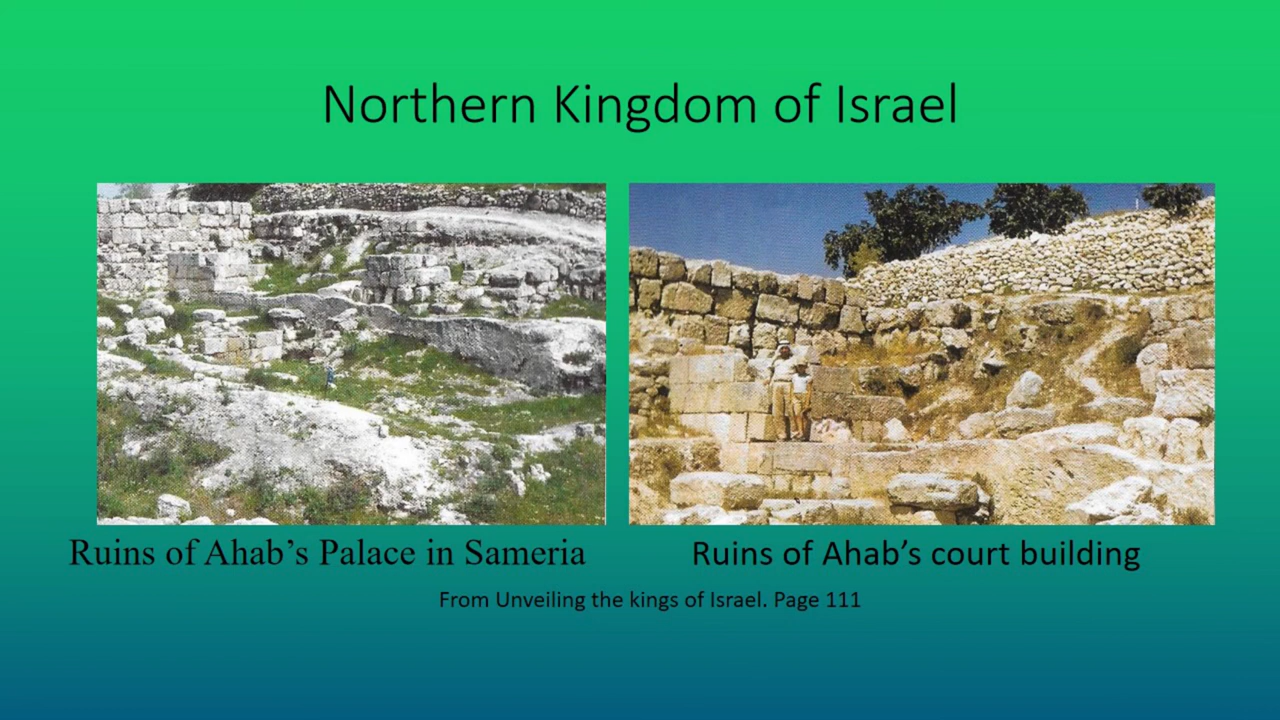 Northern Kingdom of Israel
Ruins of Ahab’s Palace in Sameria
Ruins of Ahab’s court building
From Unveiling the kings of Israel. Page 111